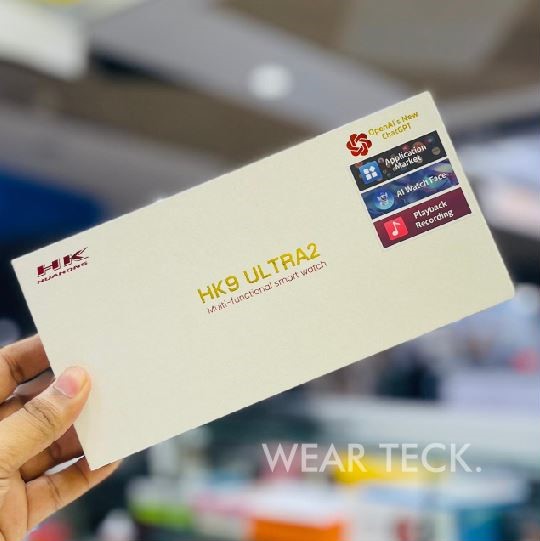 OpenAI's New
ChatGPT
Application
Market
AI Watch Face
Playback
Recording
HK
HUAKONG
HK9 ULTRA2
Multi-functional smart watch
WEAR TECK.